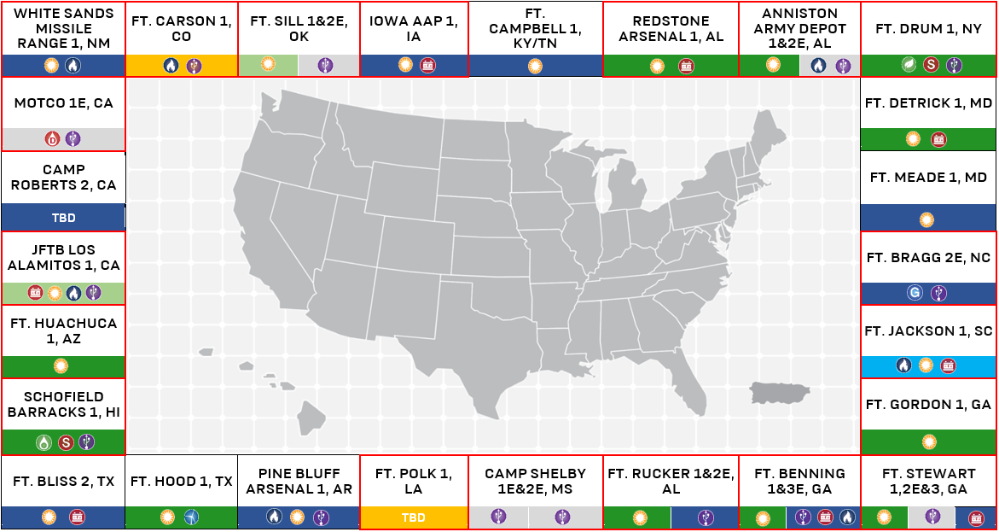 WHITE SANDS
MISSILE
RANGE 1, NM
FT. CARSON 1,
CO
FT. SILL 1&2E,
OK
IOWA AAP 1,
IA
FT.
CAMPBELL 1,
KY/TN
REDSTONE
ARSENAL 1, AL
ANNISTON
ARMY DEPOT
1&2E, AL
FT. DRUM 1, NY
S
MOTCO 1E, CA
D
CAMP
ROBERTS 2, CA
TBD
JFTB LOS
ALAMITOS 1, CA
FT. HUACHUCA
1, AZ
SCHOFIELD
BARRACKS 1, HI
S
FT. DETRICK 1, MD
FT. MEADE 1, MD
FT. BRAGG 2E, NC
G
FT. JACKSON 1, SC
FT. GORDON 1, GA
FT. BLISS 2, TX
FT. HOOD 1, TX
PINE BLUFF
ARSENAL 1, AR
FT. POLK 1,
LA
TBD
CAMP SHELBY
1E&2E, MS
FT. RUCKER 1&2E,
AL
FT. BENNING
1&3E, GA
FT. STEWART
1,2E&3, GA